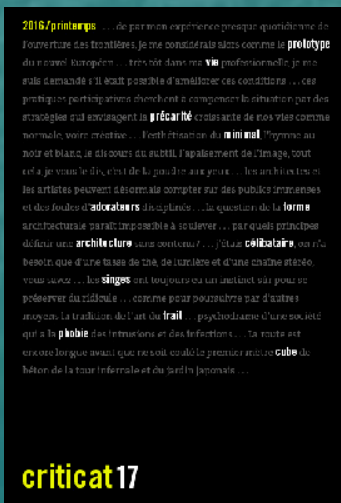 2016/printemps ... de par mon expérience presque quotidienne de
l'ouverture des frontières, je me considérais alors comme le prototype
du nouvel Européen ... très tôt dans ma vie professionnelle, je me
suis demandé s'il était possible d'améliorer ces conditions ... ces
pratiques participatives cherchent à compenser la situation par des
stratégies qui envisagent la précarité croissante de nos vies comme
normale, voire créative ... l'esthétisation du minimal, l'hymne au
noir et blanc, le discours du subtil, l'apaisement de l'image, tout
cela, je vous le dis, c'est de la poudre aux yeux ... les architectes et
les artistes peuvent désormais compter sur des publics immenses
et des foules d'adorateurs disciplinés ... la question de la forme
architecturale paraît impossible à soulever ... par quels principes
définir une architecture sans contenu? ... j'étais célibataire, on n'a
besoin que d'une tasse de thé, de lumière et d'une chaîne stéréo,
vous savez ... les singes ont toujours eu un instinct sûr pour se
préserver du ridicule ... comme pour poursuivre par d'autres
moyens la tradition de l'art du trait ... psychodrame d'une société
qui a la phobie des intrusions et des infections ... la route est
encore longue avant que ne soit coulé le premier mètre cube de
béton de la tour infernale et du jardin japonais ...
criticat 17